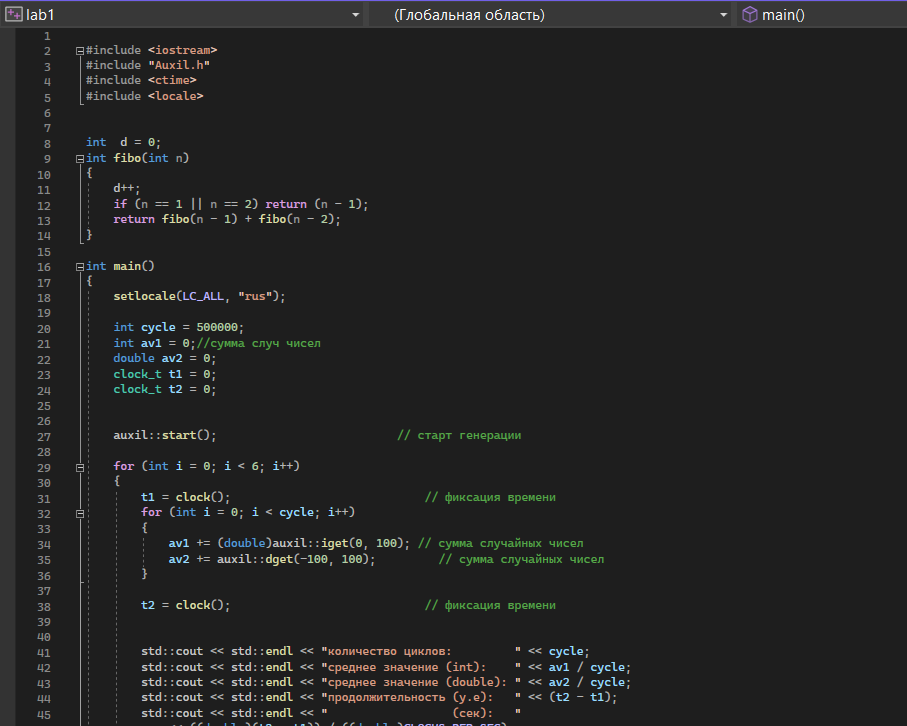 lab1 (Глобальная область) main()
1
2 #include <iostream>
3 #include "Auxil.h"
4 #include <ctime>
5 #include <locale>
6
7
8 int  d = 0;
9 int fibo(int n)
10 {
11     d++;
12     if (n == 1 || n == 2) return (n - 1);
13     return fibo(n - 1) + fibo(n - 2);
14 }
15
16 int main()
17 {
18     setlocale(LC_ALL, "rus");
19
20     int cycle = 500000;
21     int av1 = 0;//сумма случ чисел
22     double av2 = 0;
23     clock_t t1 = 0;
24     clock_t t2 = 0;
25
26
27     auxil::start();                          // старт генерации
28
29     for (int i = 0; i < 6; i++)
30     {
31         t1 = clock();                            // фиксация времени
32         for (int i = 0; i < cycle; i++)
33         {
34             av1 += (double)auxil::iget(0, 100); // сумма случайных чисел
35             av2 += auxil::dget(-100, 100);         // сумма случайных чисел
36         }
37
38         t2 = clock();                            // фиксация времени
39
40
41         std::cout << std::endl << "количество циклов:         " << cycle;
42         std::cout << std::endl << "среднее значение (int):    " << av1 / cycle;
43         std::cout << std::endl << "среднее значение (double): " << av2 / cycle;
44         std::cout << std::endl << "продолжительность (у.е):   " << (t2 - t1);
45         std::cout << std::endl << "                  (сек):   "